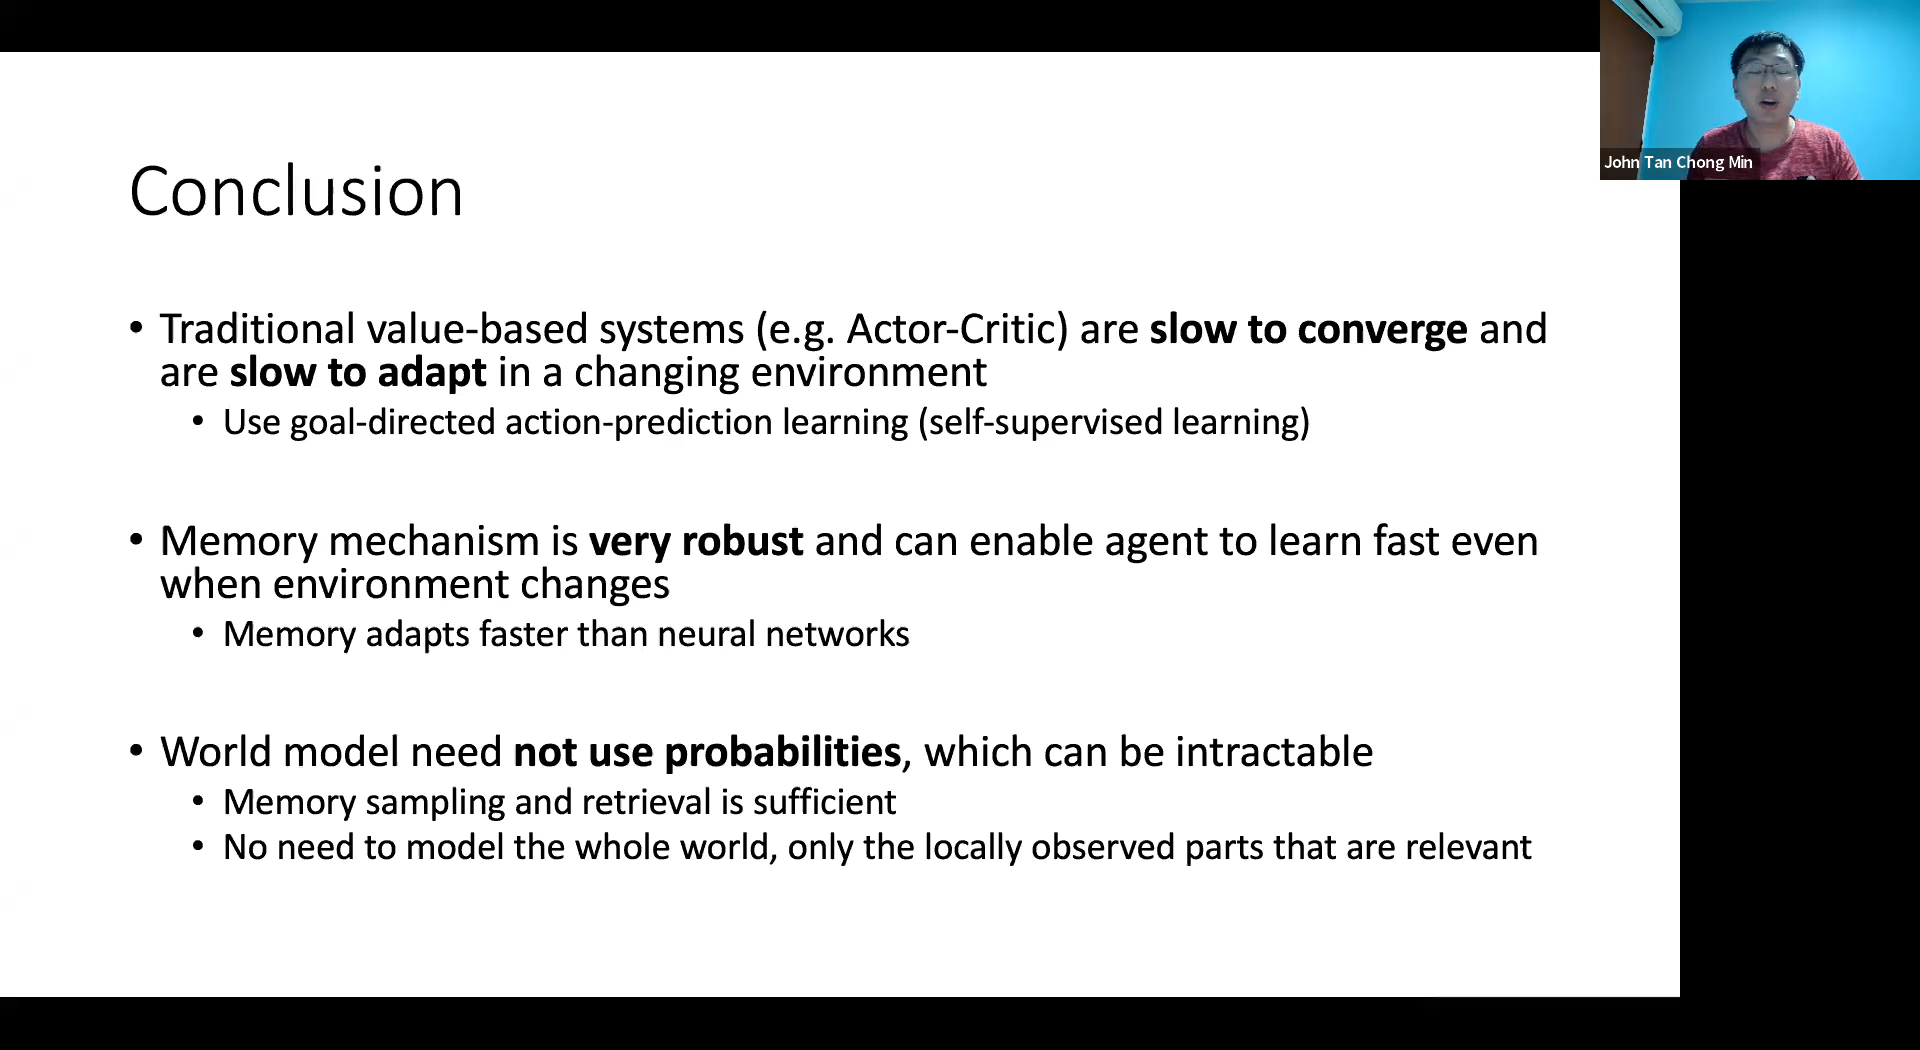 John Tan Chong Min
Conclusion
• Traditional value-based systems (e.g. Actor-Critic) are slow to converge and
are slow to adapt in a changing environment
• Use goal-directed action-prediction learning (self-supervised learning)
• Memory mechanism is very robust and can enable agent to learn fast even
when environment changes
• Memory adapts faster than neural networks
• World model need not use probabilities, which can be intractable
• Memory sampling and retrieval is sufficient
• No need to model the whole world, only the locally observed parts that are relevant